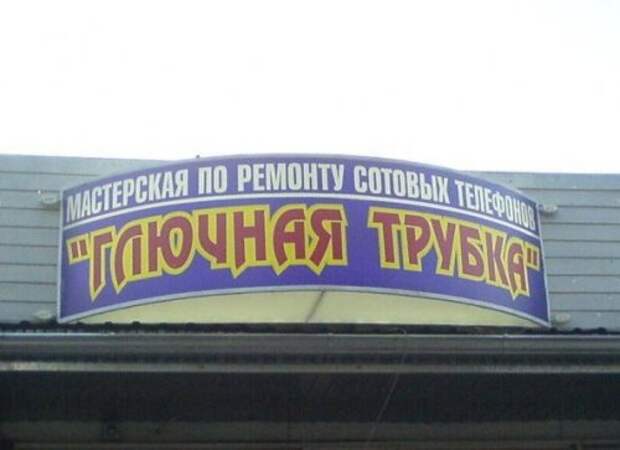 МАСТЕРСКАЯ ПО РЕМОНТУ СОТОВЫХ ТЕЛЕФОНОВ
"ГЛЮЧНАЯ ТРУБКА"